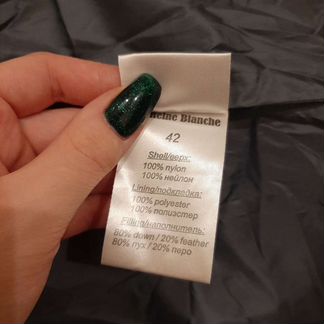 Reine Blanche
42
Shell/верх:
100% nylon
100% нейлон
Lining/подкладка:
100% polyester
100% полиэстер
Filling/наполнитель:
80% down / 20% feather
80% пух / 20% перо